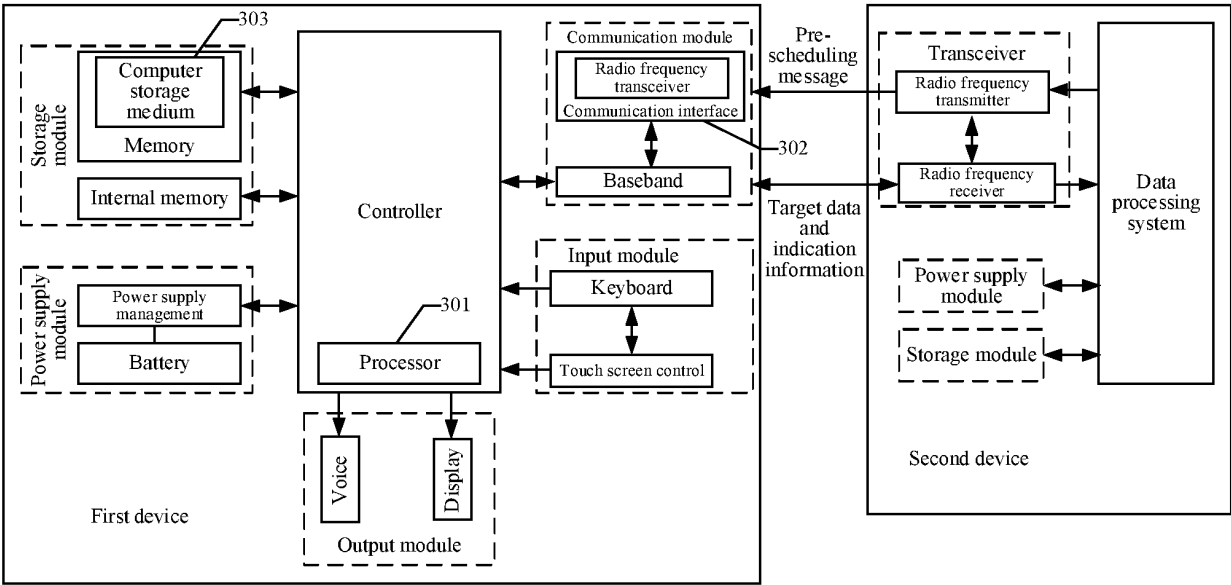 303
Storage
module
Computer
storage
medium
Memory
Internal memory
Power supply
module
Power supply
management
Battery
Controller
301
Processor
Voice
Display
Output module
First device
Communication module
Radio frequency
transceiver
Communication interface
302
Baseband
Input module
Keyboard
Touch screen control
Pre-
scheduling
message
Target data
and
indication
information
Transceiver
Radio frequency
transmitter
Radio frequency
receiver
Data
processing
system
Power supply
module
Storage module
Second device